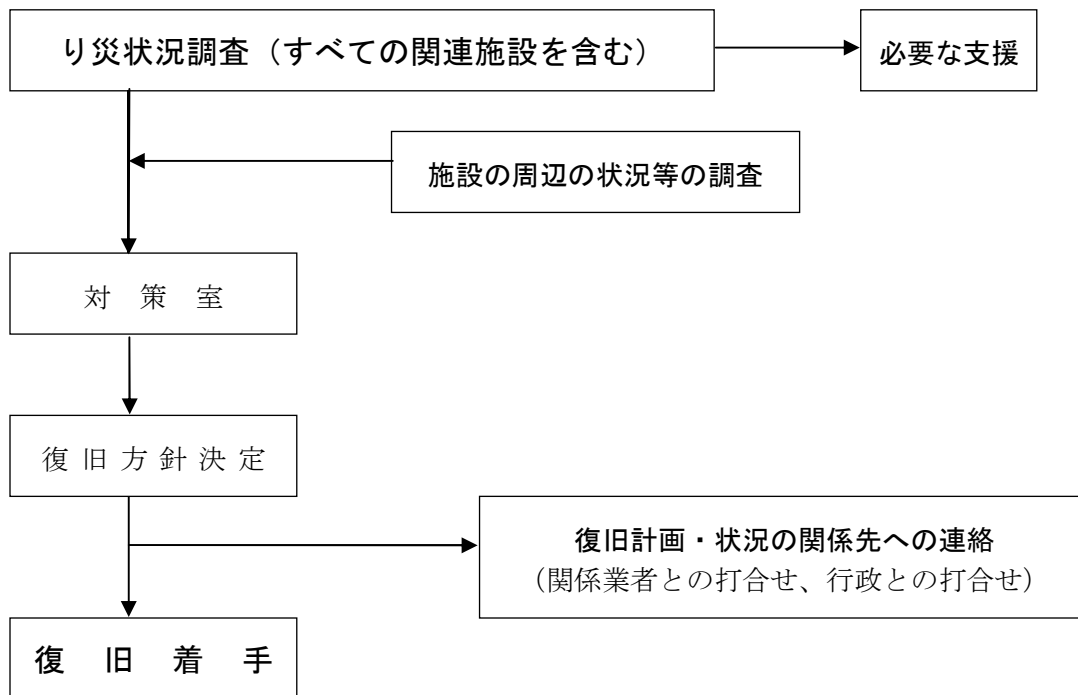 り災状況調査（すべての関連施設を含む）
必要な支援
施設の周辺の状況等の調査
対　策　室
復 旧 方 針 決 定
復旧計画・状況の関係先への連絡
（関係業者との打合せ、行政との打合せ）
復　旧　着　手